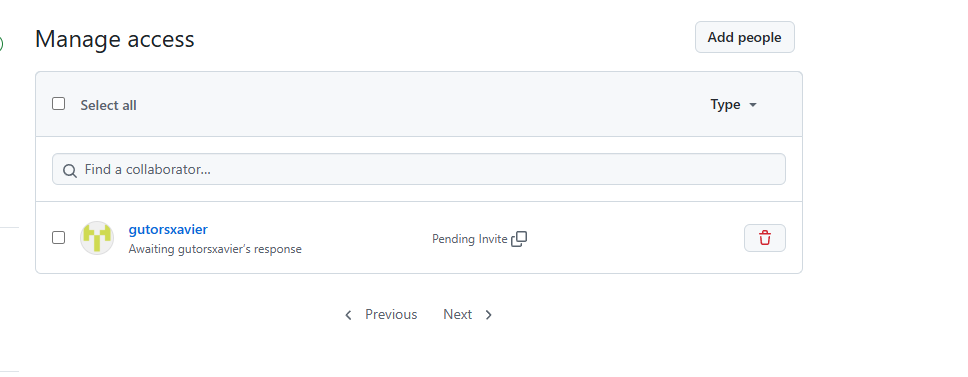 Manage access
Add people
Select all
Type
Find a collaborator...
gutorsxavier
Awaiting gutorsxavier's response
Pending Invite
Previous
Next